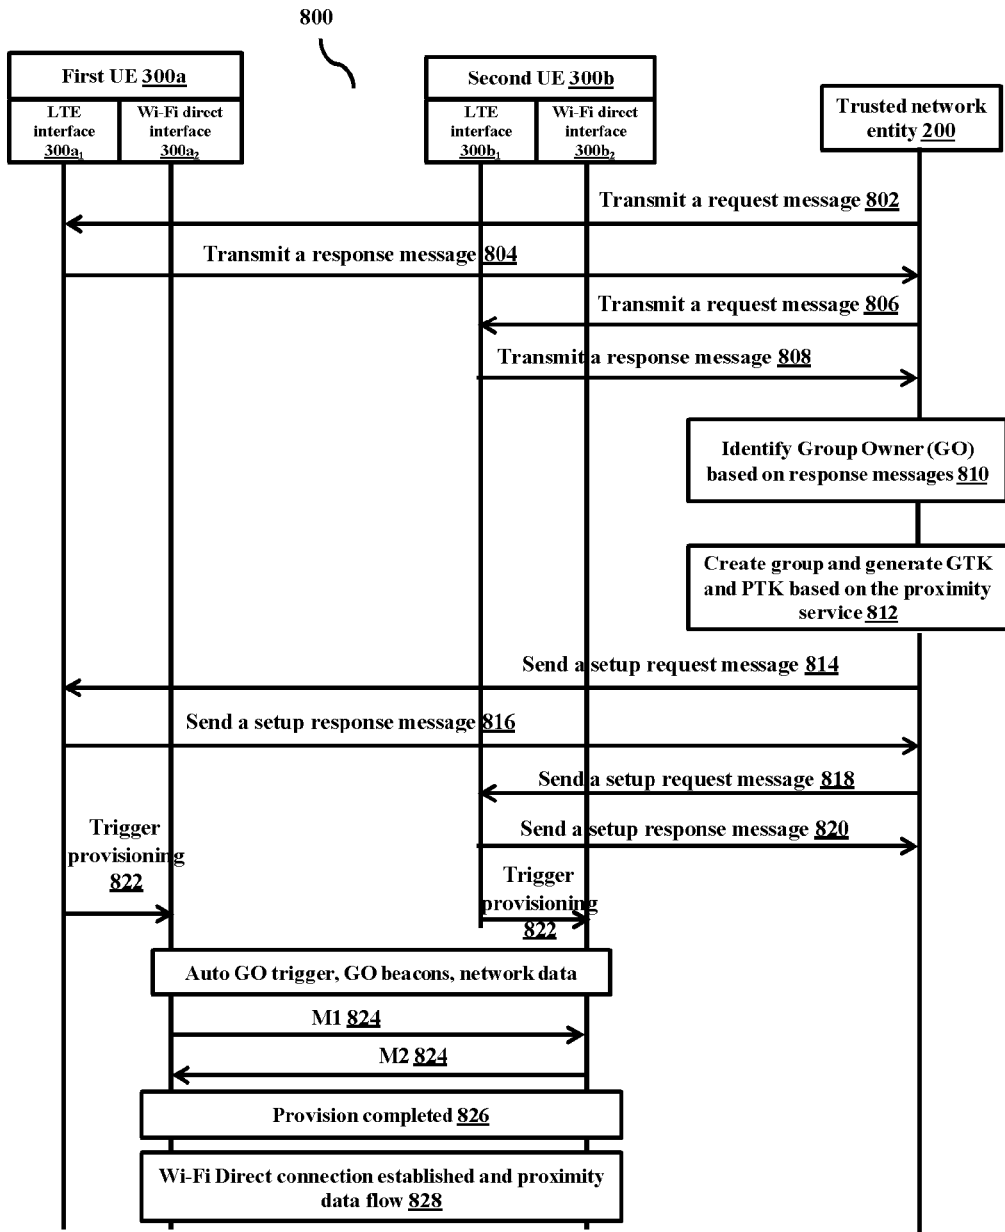 800
First UE 300a
LTE
interface
300a1
Wi-Fi direct
interface
300a2
Second UE 300b
LTE
interface
300b1
Wi-Fi direct
interface
300b2
Trusted network
entity 200
Transmit a request message 802
Transmit a response message 804
Transmit a request message 806
Transmit a response message 808
Identify Group Owner (GO)
based on response messages 810
Create group and generate GTK
and PTK based on the proximity
service 812
Send a setup request message 814
Send a setup response message 816
Send a setup request message 818
Send a setup response message 820
Trigger
provisioning
822
Trigger
provisioning
822
Auto GO trigger, GO beacons, network data
M1 824
M2 824
Provision completed 826
Wi-Fi Direct connection established and proximity
data flow 828